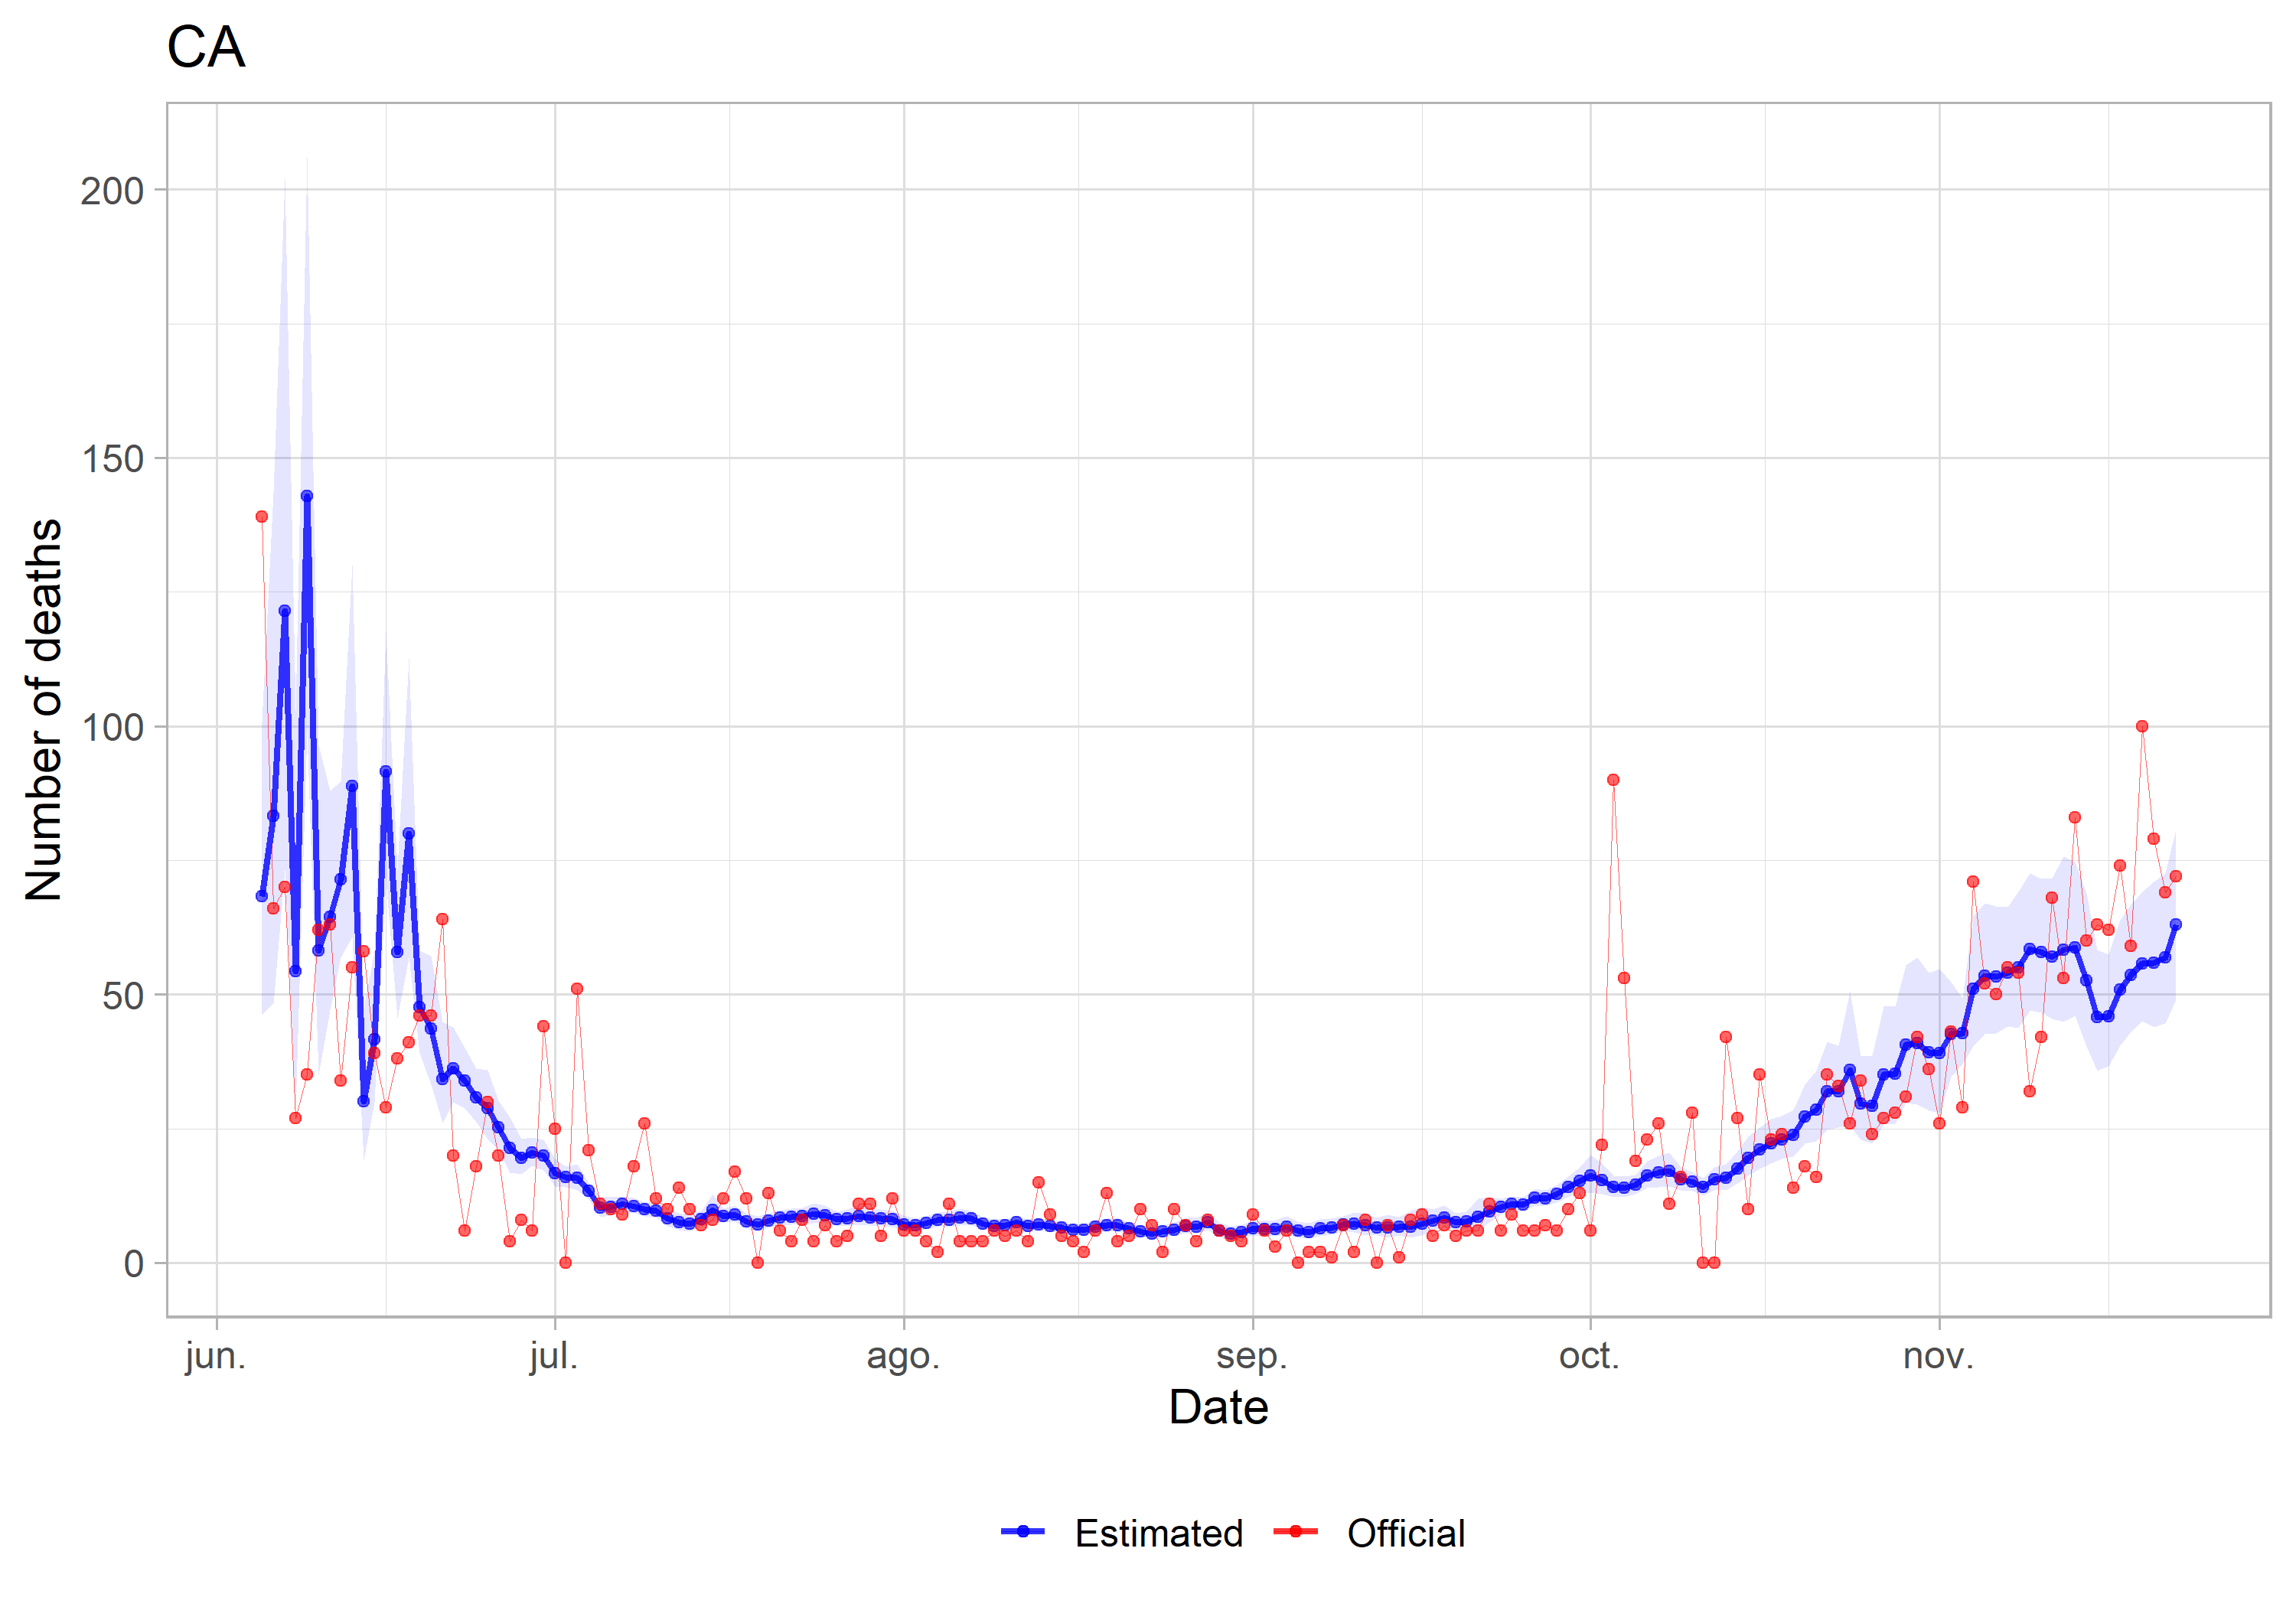 CA
Number of deaths
200
150
100
50
0
jun. jul. ago. sep. oct. nov.
Date
Estimated Official